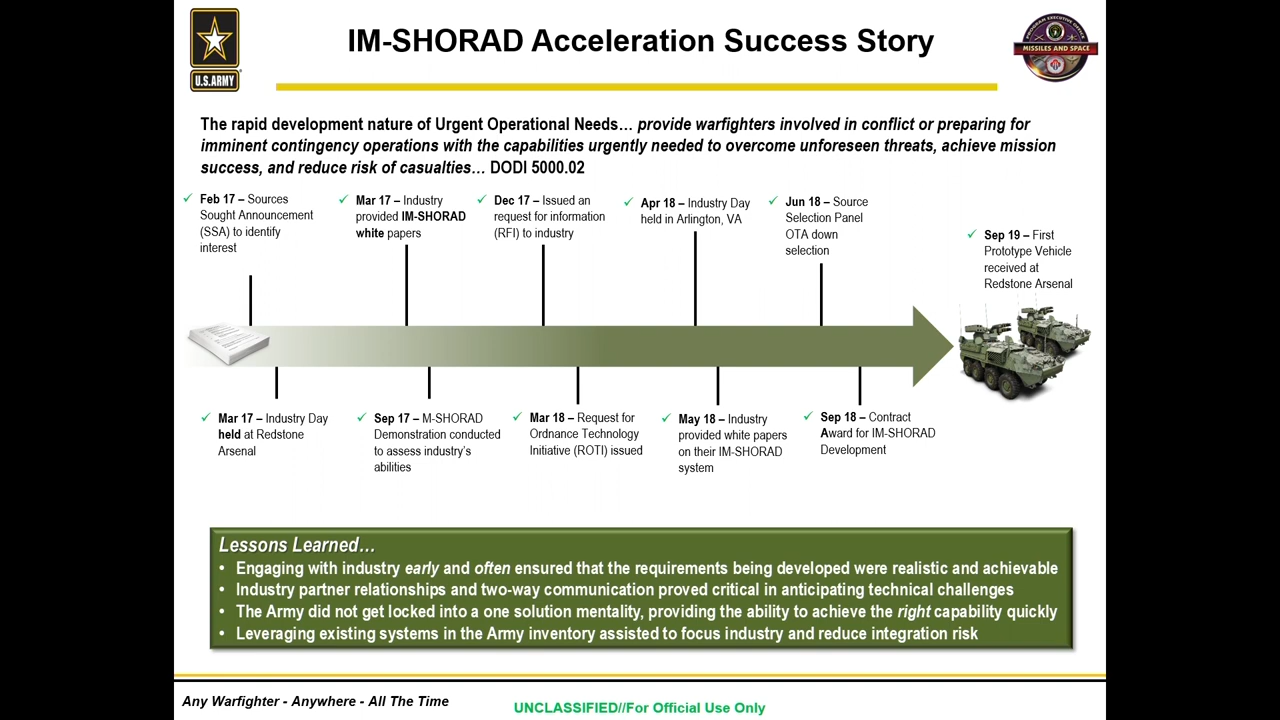 IM-SHORAD Acceleration Success Story
U.S.ARMY
PROGRAM EXECUTIVE OFFICE
MISSILES AND SPACE
The rapid development nature of Urgent Operational Needs… provide warfighters involved in conflict or preparing for
imminent contingency operations with the capabilities urgently needed to overcome unforeseen threats, achieve mission
success, and reduce risk of casualties… DODI 5000.02
✓ Feb 17 – Sources
Sought Announcement
(SSA) to identify
interest
✓ Mar 17 – Industry
provided IM-SHORAD
white papers
✓ Dec 17 – Issued an
request for information
(RFI) to industry
✓ Apr 18 – Industry Day
held in Arlington, VA
✓ Jun 18 – Source
Selection Panel
OTA down
selection
✓ Sep 19 – First
Prototype Vehicle
received at
Redstone Arsenal
✓ Mar 17 – Industry Day
held at Redstone
Arsenal
✓ Sep 17 – M-SHORAD
Demonstration conducted
to assess industry's
abilities
✓ Mar 18 – Request for
Ordnance Technology
Initiative (ROTI) issued
✓ May 18 – Industry
provided white papers
on their IM-SHORAD
system
✓ Sep 18 – Contract
Award for IM-SHORAD
Development
Lessons Learned…
• Engaging with industry early and often ensured that the requirements being developed were realistic and achievable
• Industry partner relationships and two-way communication proved critical in anticipating technical challenges
• The Army did not get locked into a one solution mentality, providing the ability to achieve the right capability quickly
• Leveraging existing systems in the Army inventory assisted to focus industry and reduce integration risk
Any Warfighter - Anywhere - All The Time
UNCLASSIFIED//For Official Use Only